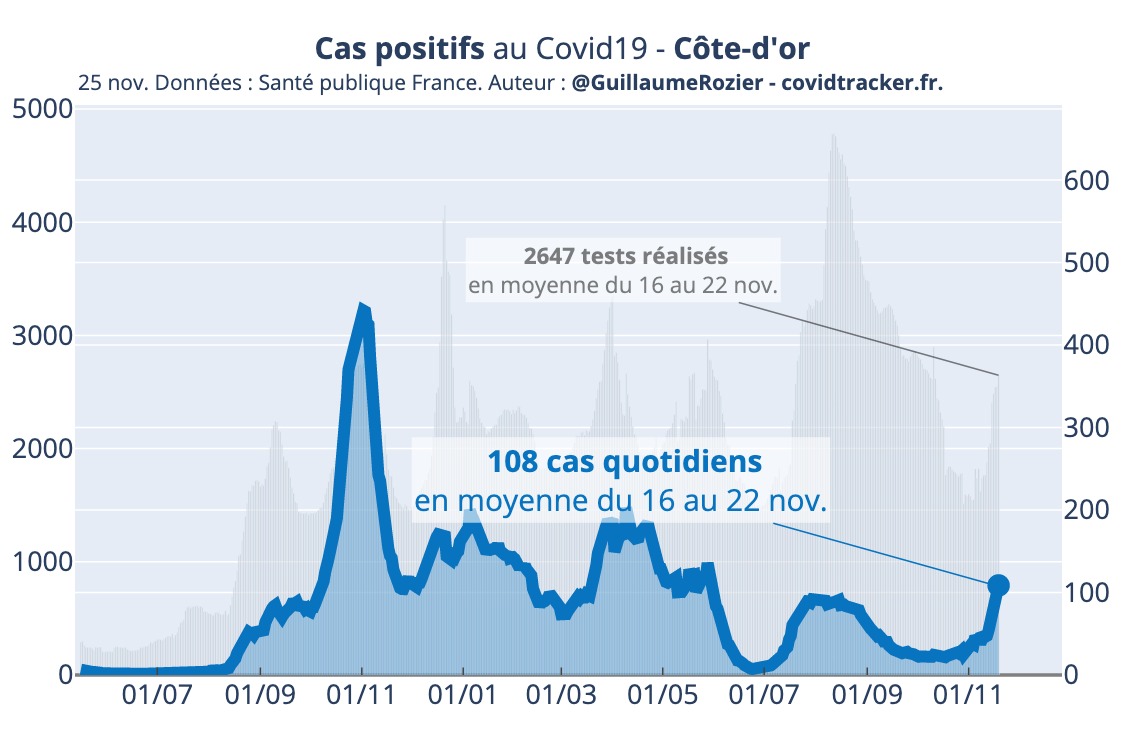 Cas positifs au Covid19 - Côte-d'or
25 nov. Données : Santé publique France. Auteur : @GuillaumeRozier - covidtracker.fr.
5000
4000
3000
2000
1000
0
600
500
400
300
200
100
0
2647 tests réalisés
en moyenne du 16 au 22 nov.
108 cas quotidiens
en moyenne du 16 au 22 nov.
01/07 01/09 01/11 01/01 01/03 01/05 01/07 01/09 01/11